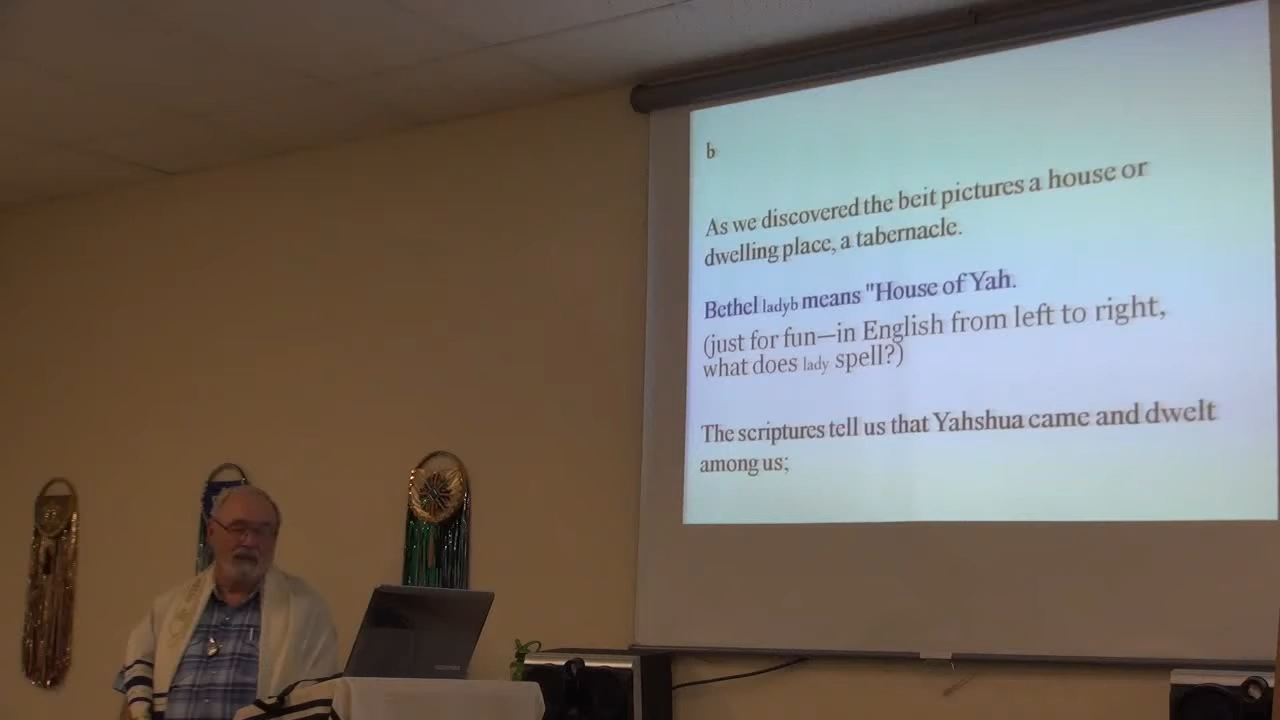 b
As we discovered the beit pictures a house or
dwelling place, a tabernacle.
Bethel ladyb means "House of Yah.
(just for fun—in English from left to right,
what does lady spell?)
The scriptures tell us that Yahshua came and dwelt
among us;